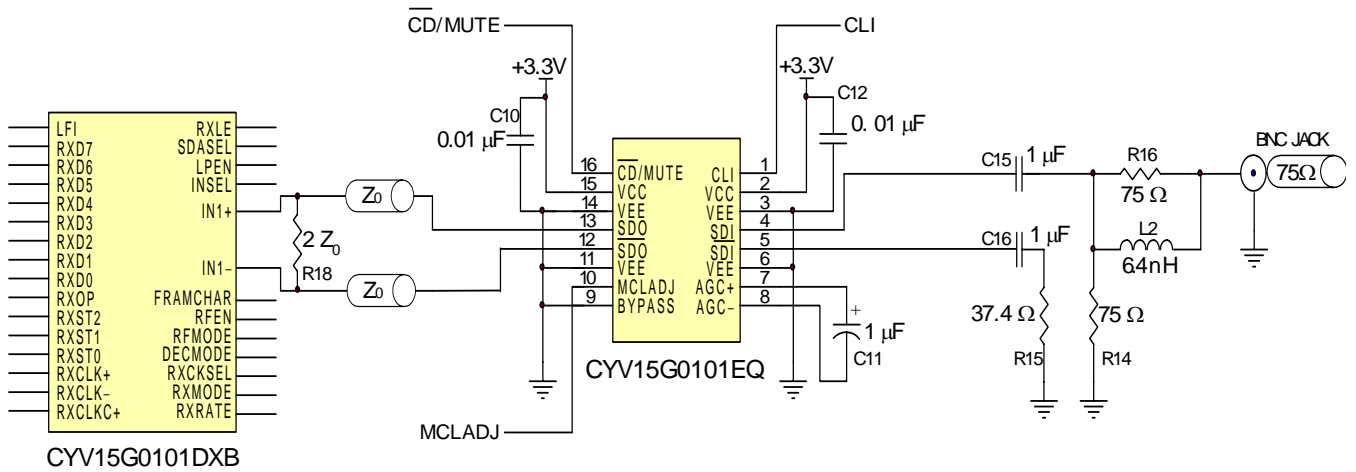 CD/MUTE
CLI
+3.3V
+3.3V
C10
0.01 µF
C12
0. 01 µF
LFI
RXD7
RXD6
RXD5
RXD4
RXD3
RXD2
RXD1
RXD0
RXOP
RXST2
RXST1
RXST0
RXCLK+
RXCLK-
RXCLKC+
RXLE
SDASEL
LPEN
INSEL
IN1+
IN1-
FRAMCHAR
RFEN
RFMODE
DECMODE
RXCKSEL
RXMODE
RXRATE
CYV15G0101DXB
Z0
2 Z0
R18
Z0
16
15
14
13
12
11
10
9
CD/MUTE
VCC
VEE
SDO
SDO
VEE
MCLADJ
BYPASS
CLI
VCC
VEE
SDI
SDI
VEE
AGC+
AGC-
1
2
3
4
5
6
7
8
CYV15G0101EQ
MCLADJ
+
1 µF
C11
C15
1 µF
C16
1 µF
R16
75 Ω
L2
6.4nH
37.4 Ω
R15
75 Ω
R14
BNC JACK
75Ω